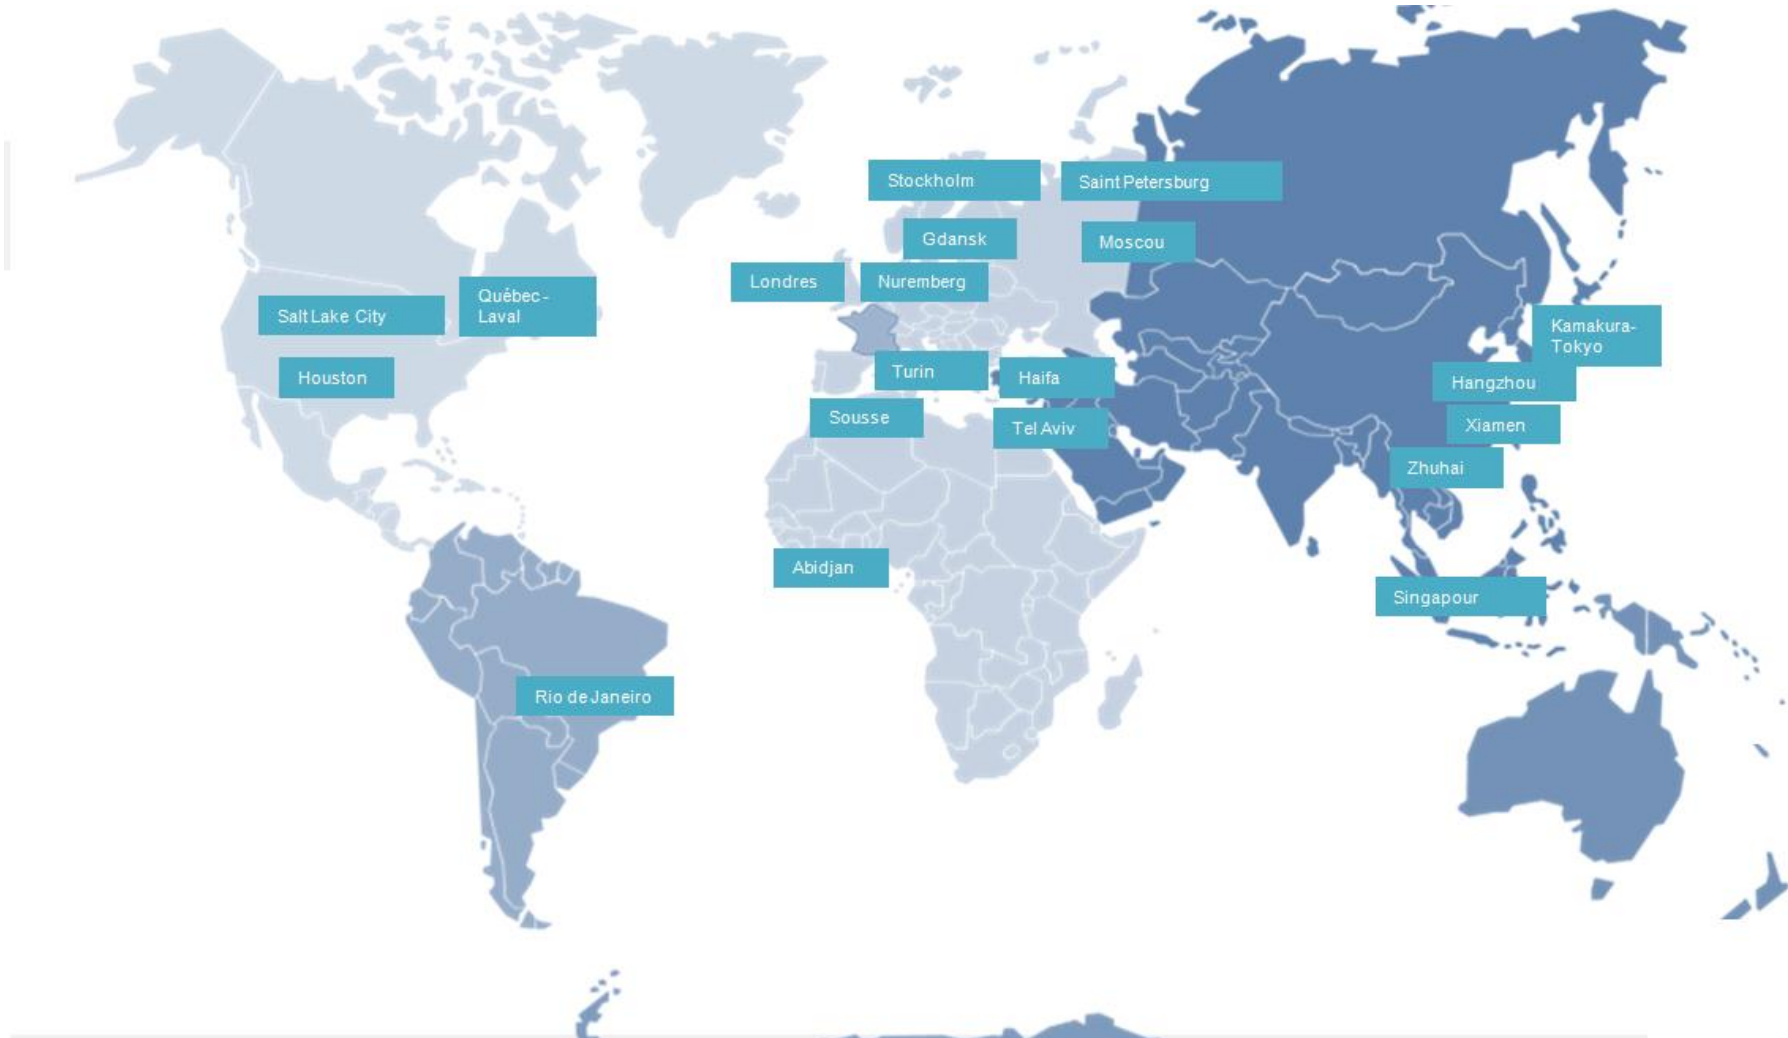 Stockholm
Saint Petersburg
Gdansk
Moscou
Londres
Nuremberg
Salt Lake City
Québec-
Laval
Kamakura-
Tokyo
Houston
Turin
Haifa
Hangzhou
Sousse
Tel Aviv
Xiamen
Zhuhai
Abidjan
Singapour
Rio de Janeiro